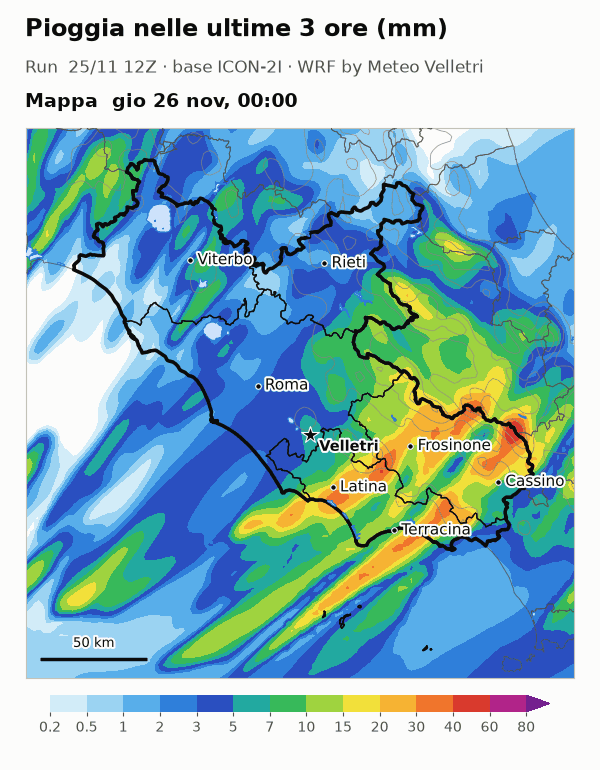 Pioggia nelle ultime 3 ore (mm)
Run 25/11 12Z · base ICON-2I · WRF by Meteo Velletri
Mappa gio 26 nov, 00:00
Viterbo
Rieti
Roma
Velletri
Frosinone
Latina
Cassino
Terracina
50 km
0.2 0.5 1 2 3 5 7 10 15 20 30 40 60 80